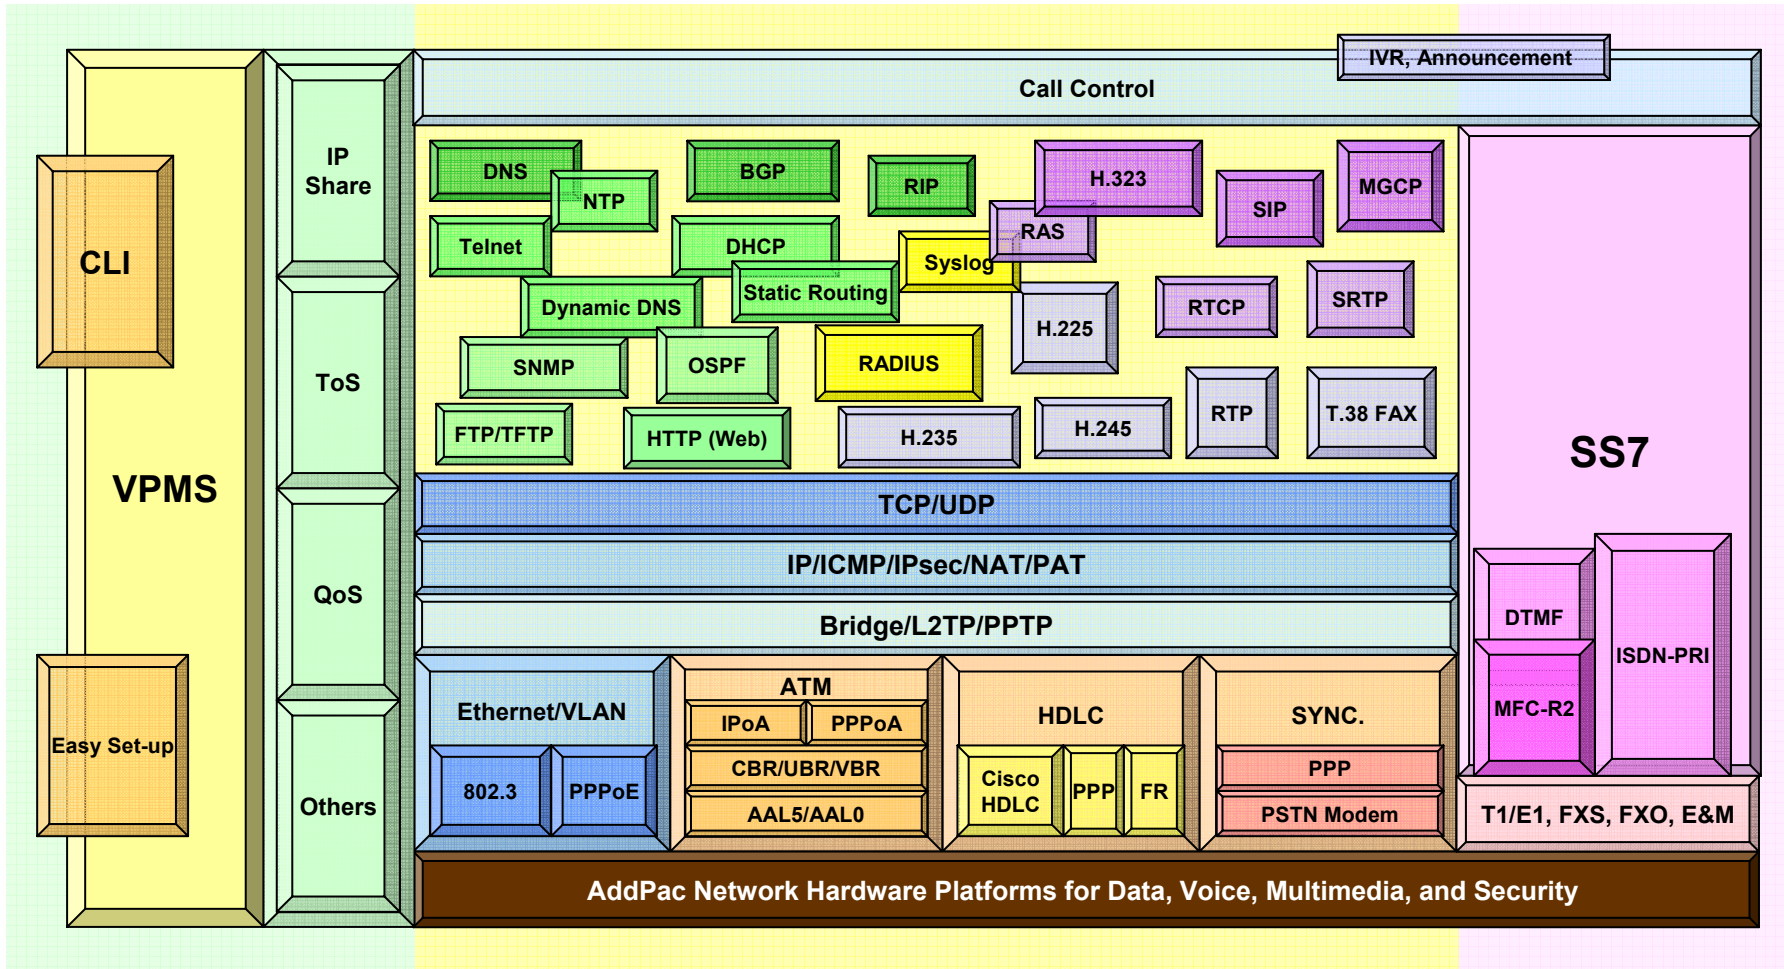 IVR, Announcement
Call Control
VPMS
CLI
Easy Set-up
IP
Share
ToS
QoS
Others
DNS
NTP
BGP
RIP
H.323
SIP
MGCP
Telnet
DHCP
Syslog
RAS
Dynamic DNS
Static Routing
H.225
RTCP
SRTP
SNMP
OSPF
RADIUS
RTP
T.38 FAX
FTP/TFTP
HTTP (Web)
H.235
H.245
TCP/UDP
IP/ICMP/IPsec/NAT/PAT
Bridge/L2TP/PPTP
Ethernet/VLAN
802.3
PPPoE
ATM
IPoA
PPPoA
CBR/UBR/VBR
AAL5/AAL0
HDLC
Cisco
HDLC
PPP
FR
SYNC.
PPP
PSTN Modem
SS7
DTMF
MFC-R2
ISDN-PRI
T1/E1, FXS, FXO, E&M
AddPac Network Hardware Platforms for Data, Voice, Multimedia, and Security